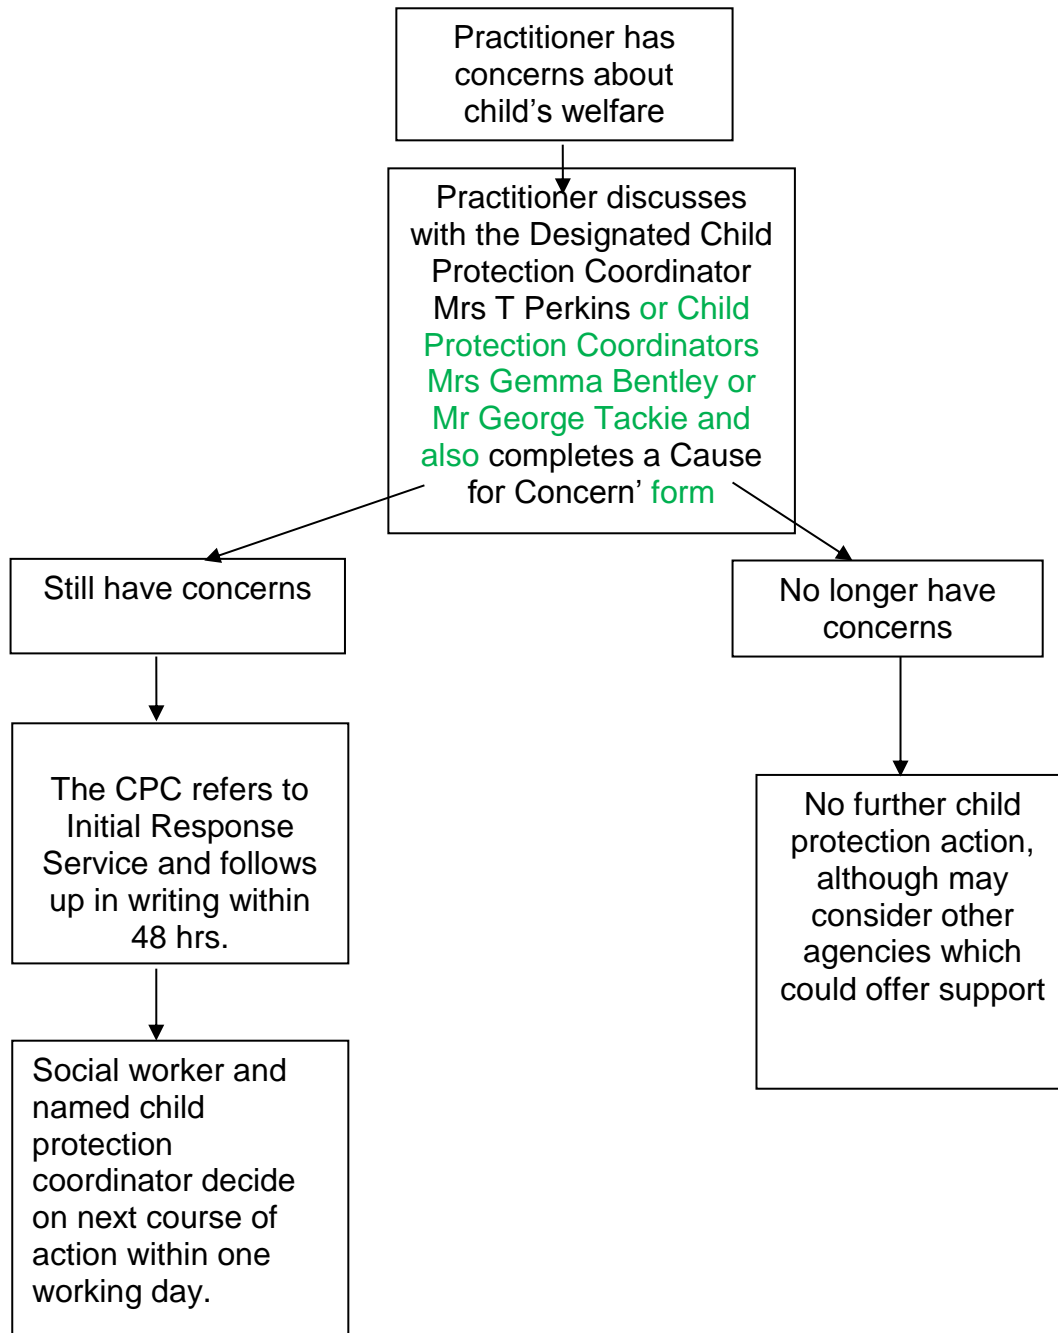 Practitioner has
concerns about
child’s welfare
Practitioner discusses
with the Designated Child
Protection Coordinator
Mrs T Perkins or Child
Protection Coordinators
Mrs Gemma Bentley or
Mr George Tackie and
also completes a Cause
for Concern’ form
Still have concerns
No longer have
concerns
The CPC refers to
Initial Response
Service and follows
up in writing within
48 hrs.
No further child
protection action,
although may
consider other
agencies which
could offer support
Social worker and
named child
protection
coordinator decide
on next course of
action within one
working day.